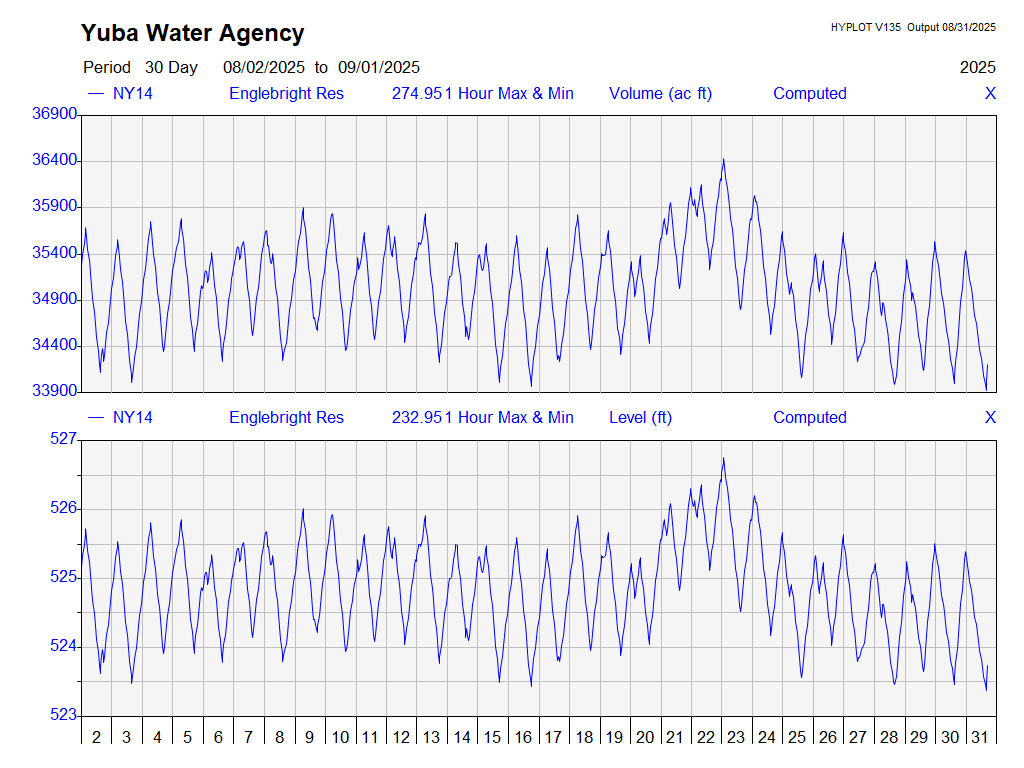 Yuba Water Agency
HYPLOT V135 Output 08/31/2025
Period 30 Day 08/02/2025 to 09/01/2025 2025
— NY14 Englebright Res 274.951 Hour Max & Min Volume (ac ft) Computed X
36900
36400
35900
35400
34900
34400
33900
— NY14 Englebright Res 232.951 Hour Max & Min Level (ft) Computed X
527
526
525
524
523
2 3 4 5 6 7 8 9 10 11 12 13 14 15 16 17 18 19 20 21 22 23 24 25 26 27 28 29 30 31